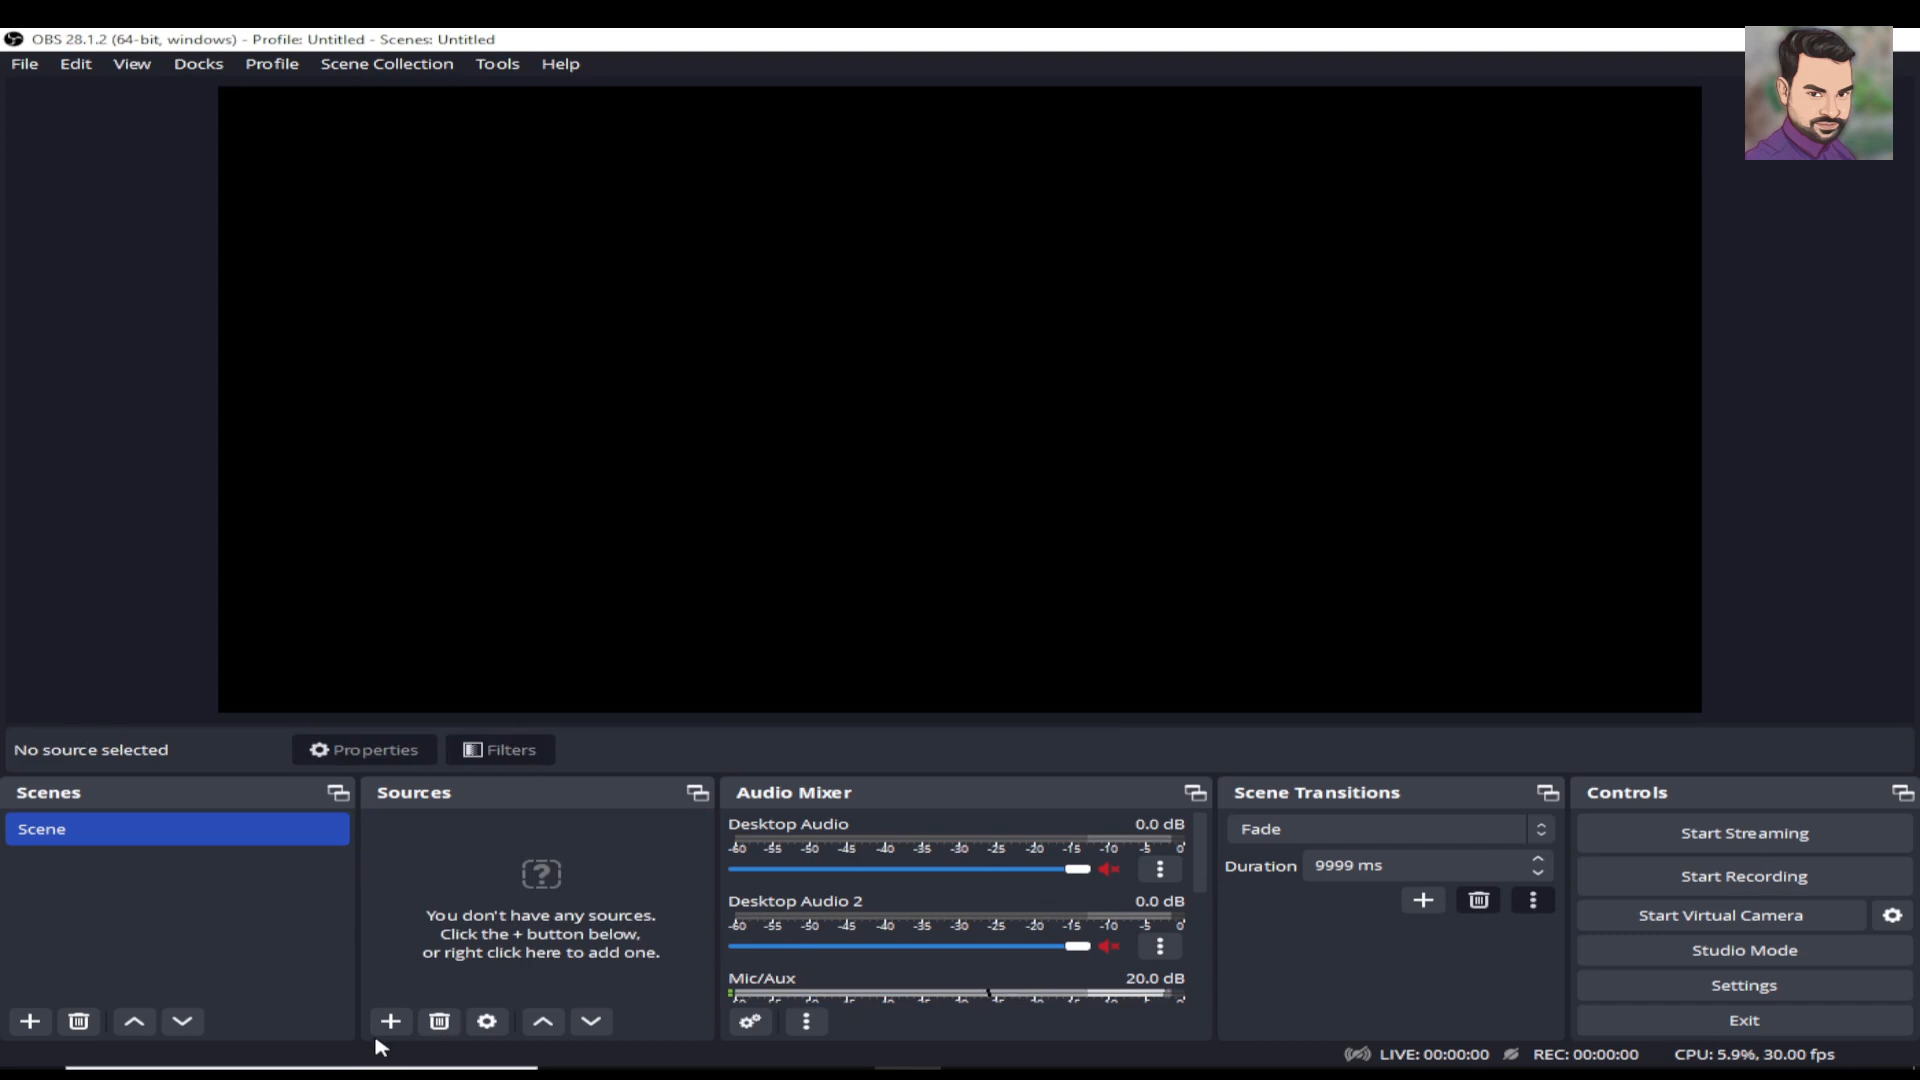 OBS 28.1.2 (64-bit, windows) - Profile: Untitled - Scenes: Untitled
File Edit View Docks Profile Scene Collection Tools Help
No source selected Properties Filters
Scenes
Scene
Sources
You don't have any sources.
Click the + button below,
or right click here to add one.
Audio Mixer
Desktop Audio 0.0 dB
-60 -55 -50 -45 -40 -35 -30 -25 -20 -15 -10 -5 0
Desktop Audio 2 0.0 dB
-60 -55 -50 -45 -40 -35 -30 -25 -20 -15 -10 -5 0
Mic/Aux 20.0 dB
Scene Transitions
Fade
Duration 9999 ms
Controls
Start Streaming
Start Recording
Start Virtual Camera
Studio Mode
Settings
Exit
LIVE: 00:00:00 REC: 00:00:00 CPU: 5.9%, 30.00 fps